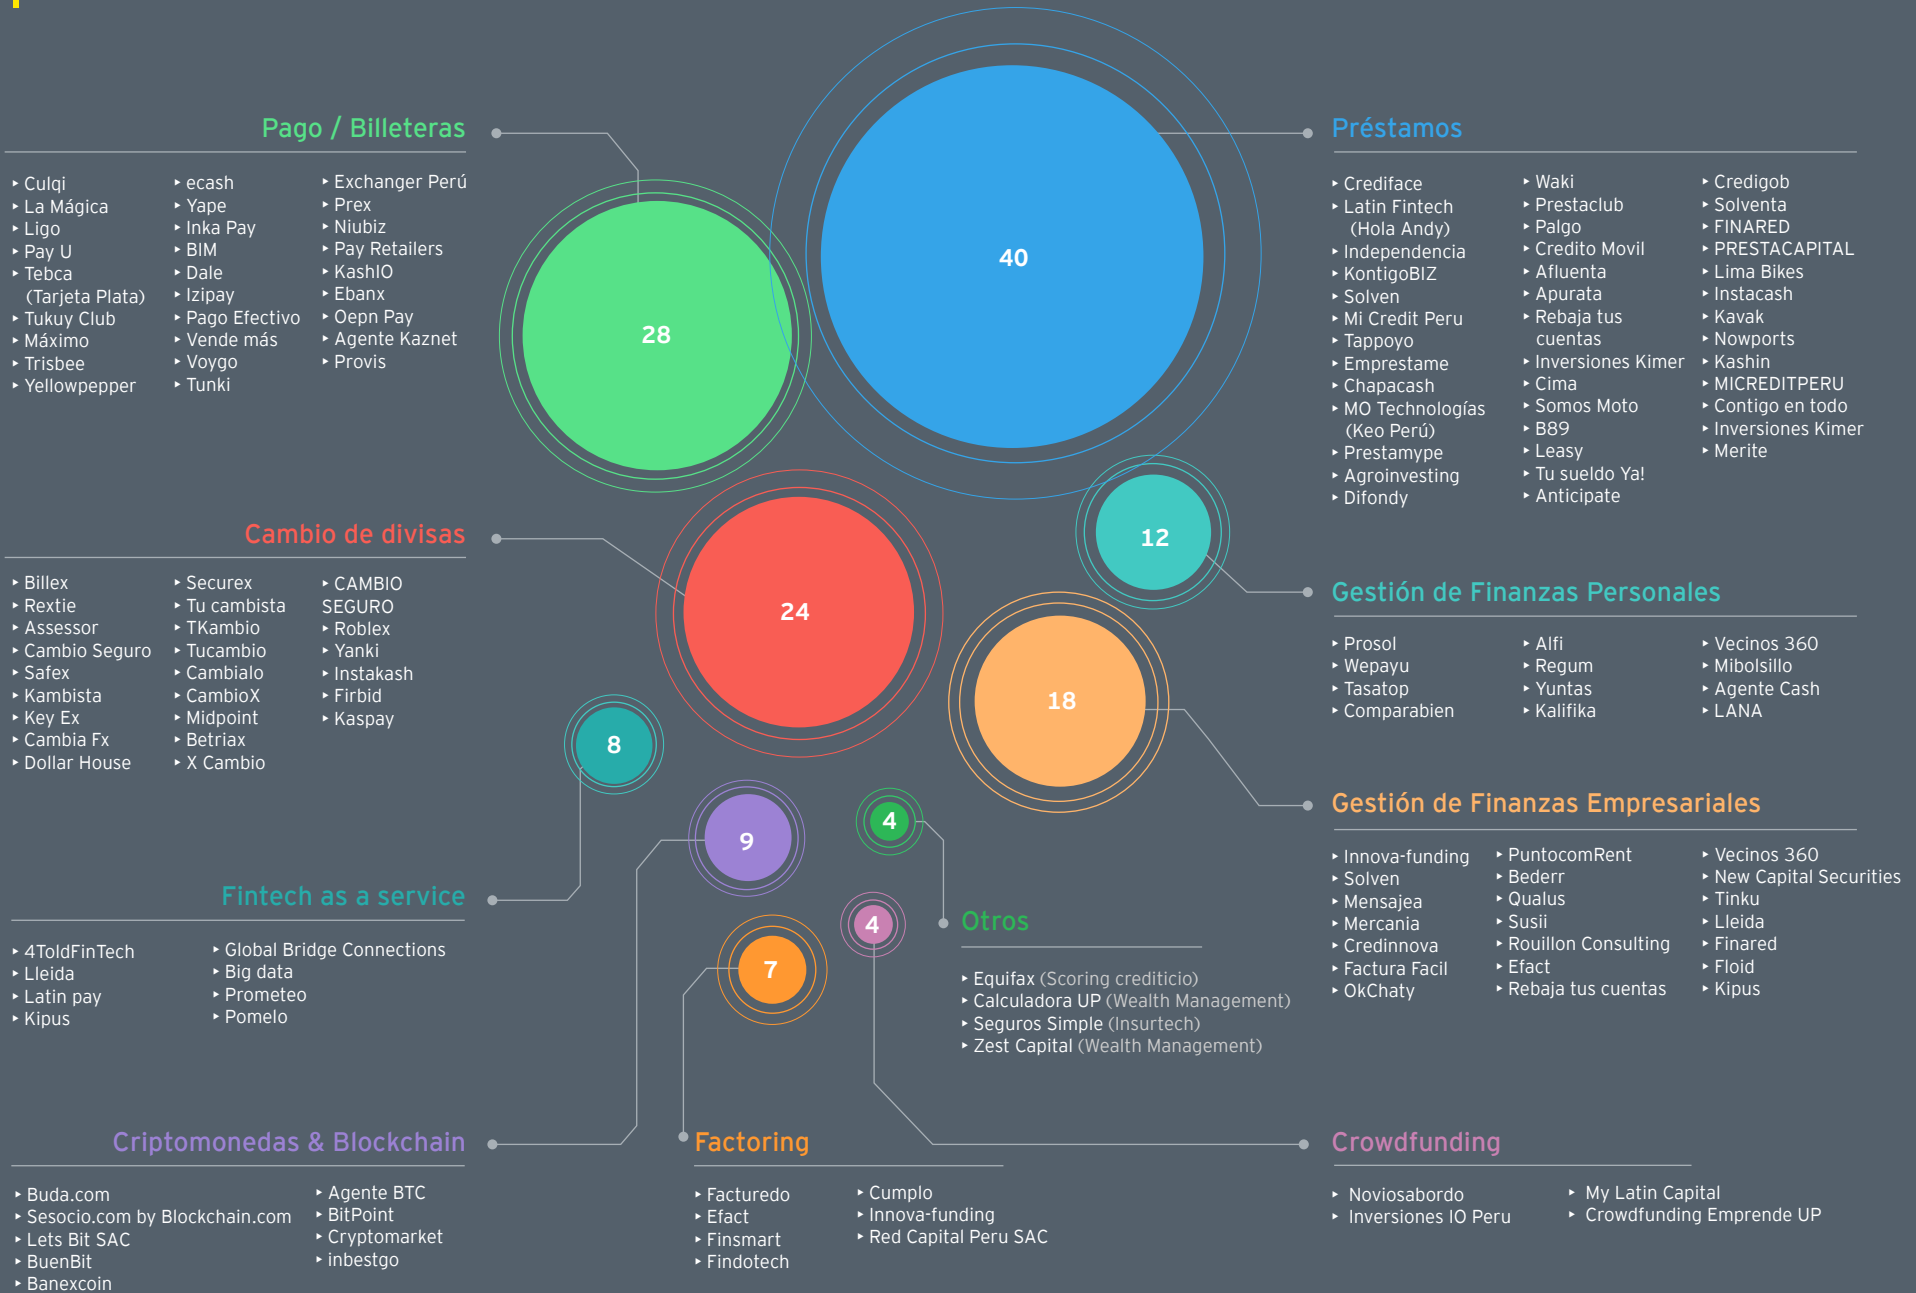 Pago / Billeteras
‣ Culqi
‣ La Mágica
‣ Ligo
‣ Pay U
‣ Tebca
(Tarjeta Plata)
‣ Tukuy Club
‣ Máximo
‣ Trisbee
‣ Yellowpepper
‣ ecash
‣ Yape
‣ Inka Pay
‣ BIM
‣ Dale
‣ Izipay
‣ Pago Efectivo
‣ Vende más
‣ Voygo
‣ Tunki
‣ Exchanger Perú
‣ Prex
‣ Niubiz
‣ Pay Retailers
‣ KashIO
‣ Ebanx
‣ Oepn Pay
‣ Agente Kaznet
‣ Provis
28
40
Préstamos
‣ Crediface
‣ Latin Fintech
(Hola Andy)
‣ Independencia
‣ KontigoBIZ
‣ Solven
‣ Mi Credit Peru
‣ Tappoyo
‣ Emprestame
‣ Chapacash
‣ MO Technologías
(Keo Perú)
‣ Prestamype
‣ Agroinvesting
‣ Difondy
‣ Waki
‣ Prestaclub
‣ Palgo
‣ Credito Movil
‣ Afluenta
‣ Apurata
‣ Rebaja tus
cuentas
‣ Inversiones Kimer
‣ Cima
‣ Somos Moto
‣ B89
‣ Leasy
‣ Tu sueldo Ya!
‣ Anticipate
‣ Credigob
‣ Solventa
‣ FINARED
‣ PRESTACAPITAL
‣ Lima Bikes
‣ Instacash
‣ Kavak
‣ Nowports
‣ Kashin
‣ MICREDITPERU
‣ Contigo en todo
‣ Inversiones Kimer
‣ Merite
Cambio de divisas
‣ Billex
‣ Rextie
‣ Assessor
‣ Cambio Seguro
‣ Safex
‣ Kambista
‣ Key Ex
‣ Cambia Fx
‣ Dollar House
‣ Securex
‣ Tu cambista
‣ TKambio
‣ Tucambio
‣ Cambialo
‣ CambioX
‣ Midpoint
‣ Betriax
‣ X Cambio
‣ CAMBIO
SEGURO
‣ Roblex
‣ Yanki
‣ Instakash
‣ Firbid
‣ Kaspay
24
12
Gestión de Finanzas Personales
‣ Prosol
‣ Wepayu
‣ Tasatop
‣ Comparabien
‣ Alfi
‣ Regum
‣ Yuntas
‣ Kalifika
‣ Vecinos 360
‣ Mibolsillo
‣ Agente Cash
‣ LANA
18
Gestión de Finanzas Empresariales
‣ Innova-funding
‣ Solven
‣ Mensajea
‣ Mercania
‣ Credinnova
‣ Factura Facil
‣ OkChaty
‣ PuntocomRent
‣ Bederr
‣ Qualus
‣ Susii
‣ Rouillon Consulting
‣ Efact
‣ Rebaja tus cuentas
‣ Vecinos 360
‣ New Capital Securities
‣ Tinku
‣ Lleida
‣ Finared
‣ Floid
‣ Kipus
8
Fintech as a service
‣ 4ToldFinTech
‣ Lleida
‣ Latin pay
‣ Kipus
‣ Global Bridge Connections
‣ Big data
‣ Prometeo
‣ Pomelo
9
4
4
7
Otros
‣ Equifax (Scoring crediticio)
‣ Calculadora UP (Wealth Management)
‣ Seguros Simple (Insurtech)
‣ Zest Capital (Wealth Management)
Criptomonedas & Blockchain
‣ Buda.com
‣ Sesocio.com by Blockchain.com
‣ Lets Bit SAC
‣ BuenBit
‣ Banexcoin
‣ Agente BTC
‣ BitPoint
‣ Cryptomarket
‣ inbestgo
Factoring
‣ Facturedo
‣ Efact
‣ Finsmart
‣ Findotech
‣ Cumplo
‣ Innova-funding
‣ Red Capital Peru SAC
Crowdfunding
‣ Noviosabordo
‣ Inversiones IO Peru
‣ My Latin Capital
‣ Crowdfunding Emprende UP